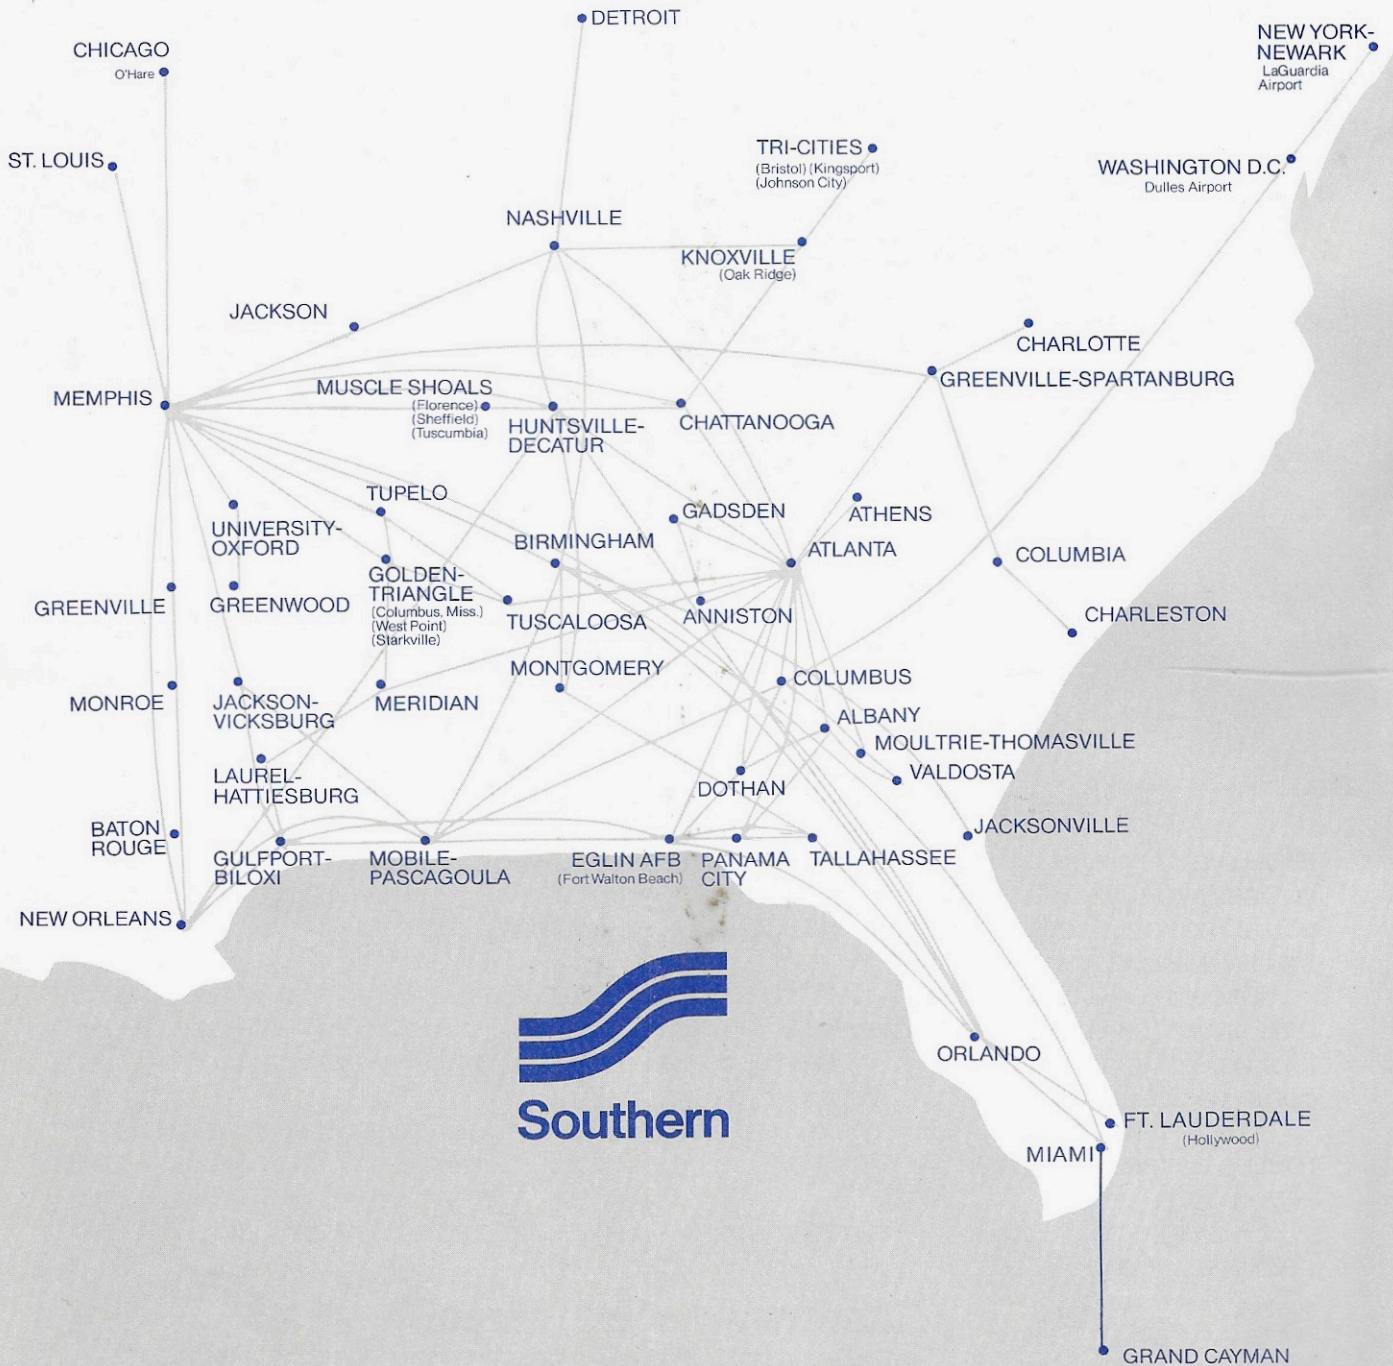 DETROIT
CHICAGO
O'Hare
NEW YORK-
NEWARK
LaGuardia
Airport
ST. LOUIS
TRI-CITIES
(Bristol) (Kingsport)
(Johnson City)
WASHINGTON D.C.
Dulles Airport
NASHVILLE
KNOXVILLE
(Oak Ridge)
JACKSON
CHARLOTTE
GREENVILLE-SPARTANBURG
MEMPHIS
MUSCLE SHOALS
(Florence)
(Sheffield)
(Tuscumbia)
HUNTSVILLE-
DECATUR
CHATTANOOGA
TUPELO
UNIVERSITY-
OXFORD
GADSDEN
ATHENS
BIRMINGHAM
ATLANTA
COLUMBIA
GOLDEN-
TRIANGLE
(Columbus, Miss.)
(West Point)
(Starkville)
GREENVILLE
GREENWOOD
TUSCALOOSA
ANNISTON
CHARLESTON
MONTGOMERY
COLUMBUS
MONROE
JACKSON-
VICKSBURG
MERIDIAN
ALBANY
MOULTRIE-THOMASVILLE
VALDOSTA
LAUREL-
HATTIESBURG
DOTHAN
BATON
ROUGE
JACKSONVILLE
GULFPORT-
BILOXI
MOBILE-
PASCAGOULA
EGLIN AFB
(Fort Walton Beach)
PANAMA
CITY
TALLAHASSEE
NEW ORLEANS
ORLANDO
Southern
FT. LAUDERDALE
(Hollywood)
MIAMI
GRAND CAYMAN